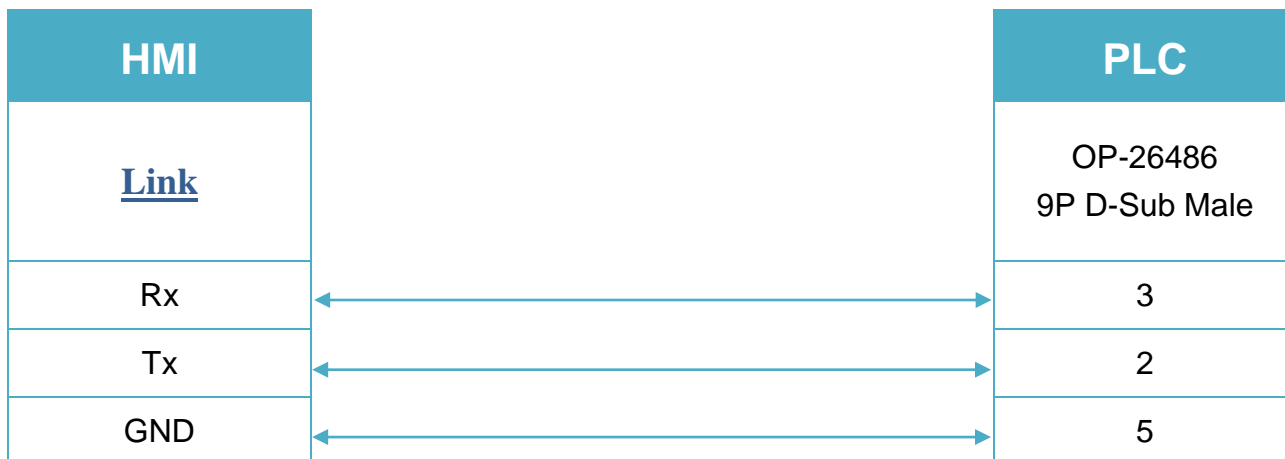 HMI
PLC
Link
OP-26486
9P D-Sub Male
Rx
3
Tx
2
GND
5